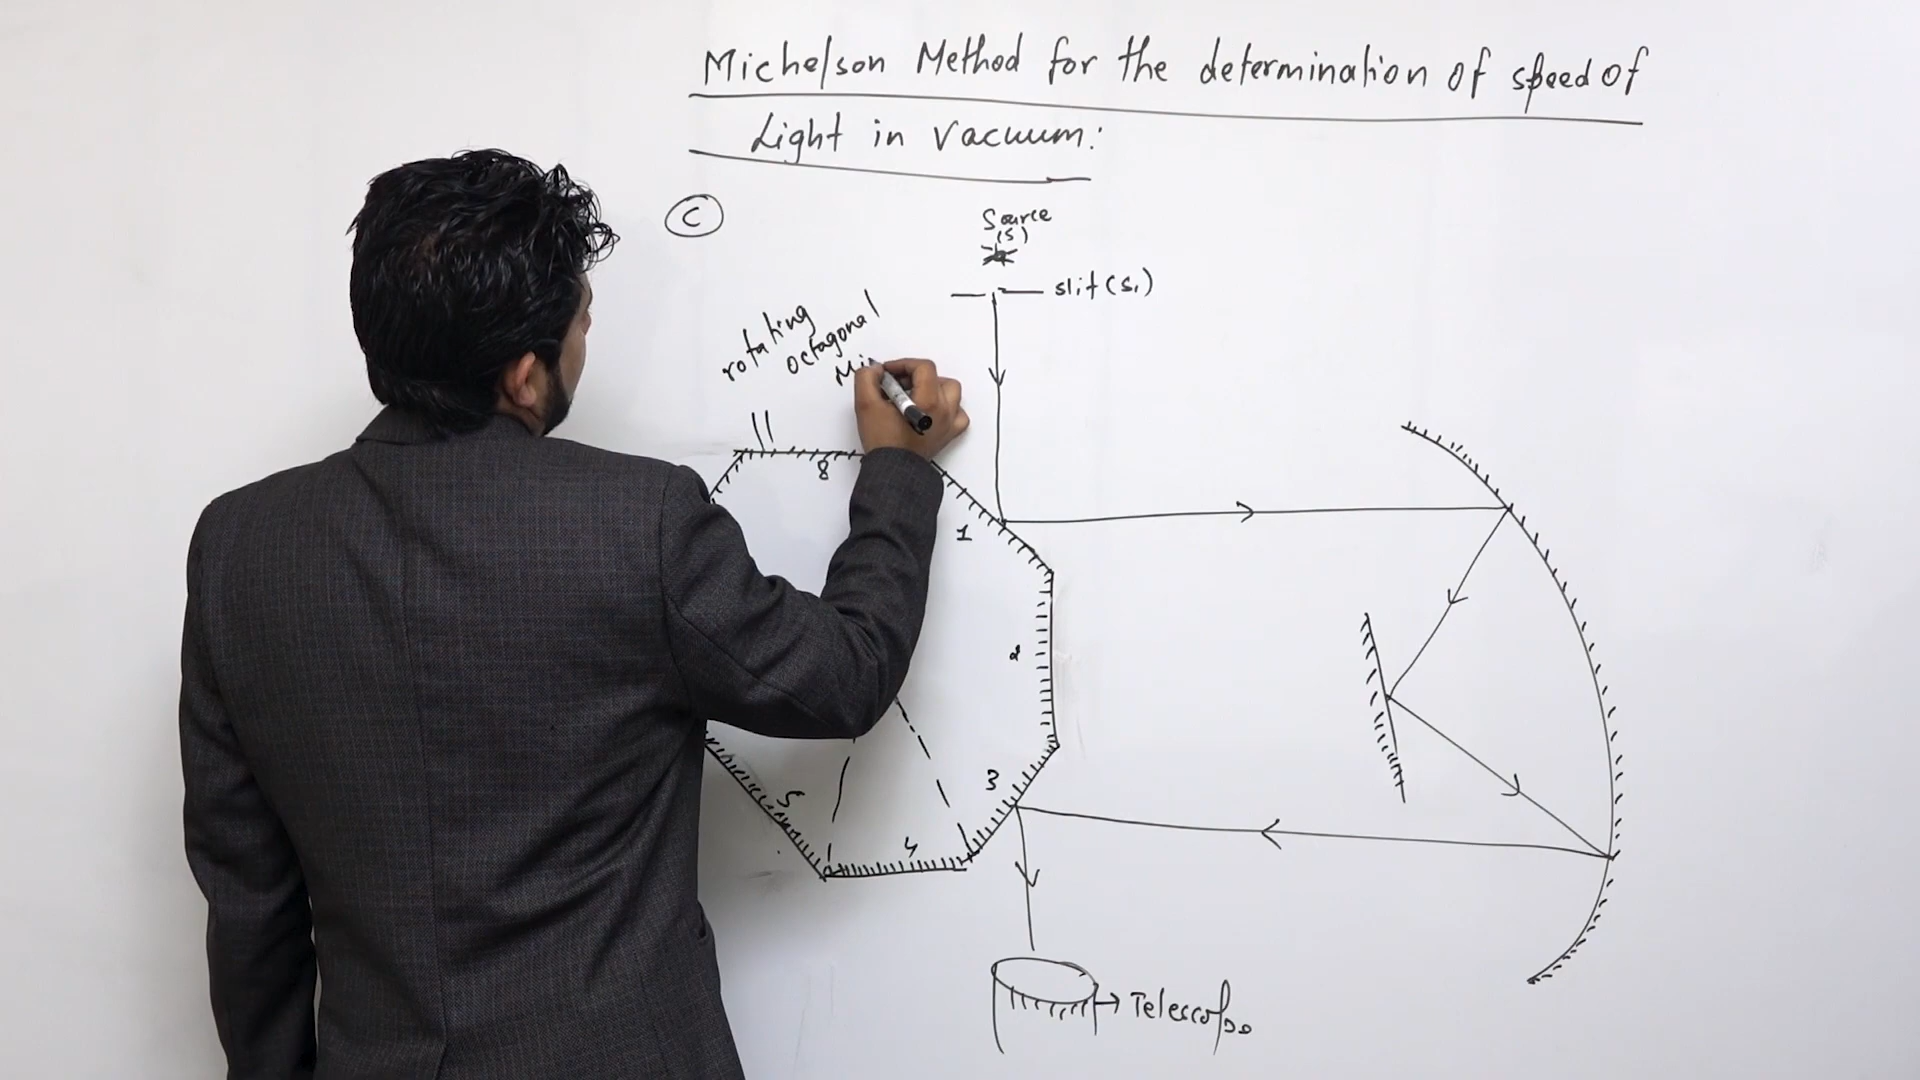 Michelson Method for the determination of speed of
Light in Vacuum:
C
Source
(S)
slit (S₁)
rotating
octagonal
Mi
8
1
2
3
4
5
Telescope